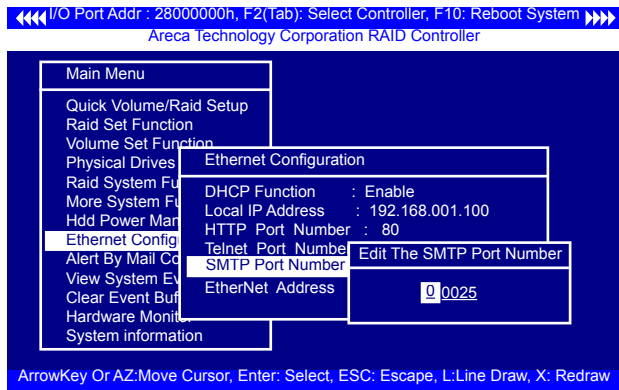 I/O Port Addr : 28000000h, F2(Tab): Select Controller, F10: Reboot System
Areca Technology Corporation RAID Controller
Main Menu
Quick Volume/Raid Setup
Raid Set Function
Volume Set Function
Physical Drives
Raid System Fu
More System Fu
Hdd Power Man
Ethernet Config
Alert By Mail Co
View System Ev
Clear Event Buf
Hardware Monito
System information
Ethernet Configuration
DHCP Function : Enable
Local IP Address : 192.168.001.100
HTTP Port Number : 80
Telnet Port Number
SMTP Port Number
EtherNet Address
Edit The SMTP Port Number
0 0025
ArrowKey Or AZ:Move Cursor, Enter: Select, ESC: Escape, L:Line Draw, X: Redraw